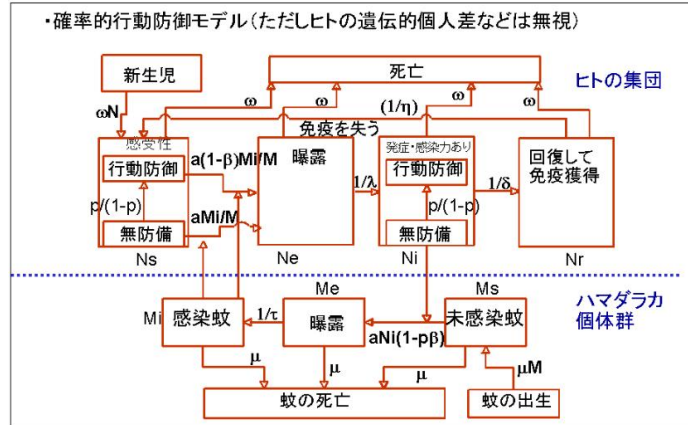 ・確率的行動防御モデル(ただしヒトの遺伝的個人差などは無視)
新生児
死亡
ヒトの集団
ωN
ω
ω
(1/η)
ω
ω
免疫を失う
感受性
行動防御
a(1-β)Mi/M
曝露
発症・感染力あり
行動防御
回復して
免疫獲得
p/(1-p)
1/λ
p/(1-p)
1/δ
無防備
aMi/M
無防備
Ns
Ne
Ni
Nr
Me
Ms
ハマダラカ
個体群
Mi
感染蚊
1/τ
曝露
未感染蚊
aNi(1-pβ)
μ
μ
μ
μM
蚊の死亡
蚊の出生